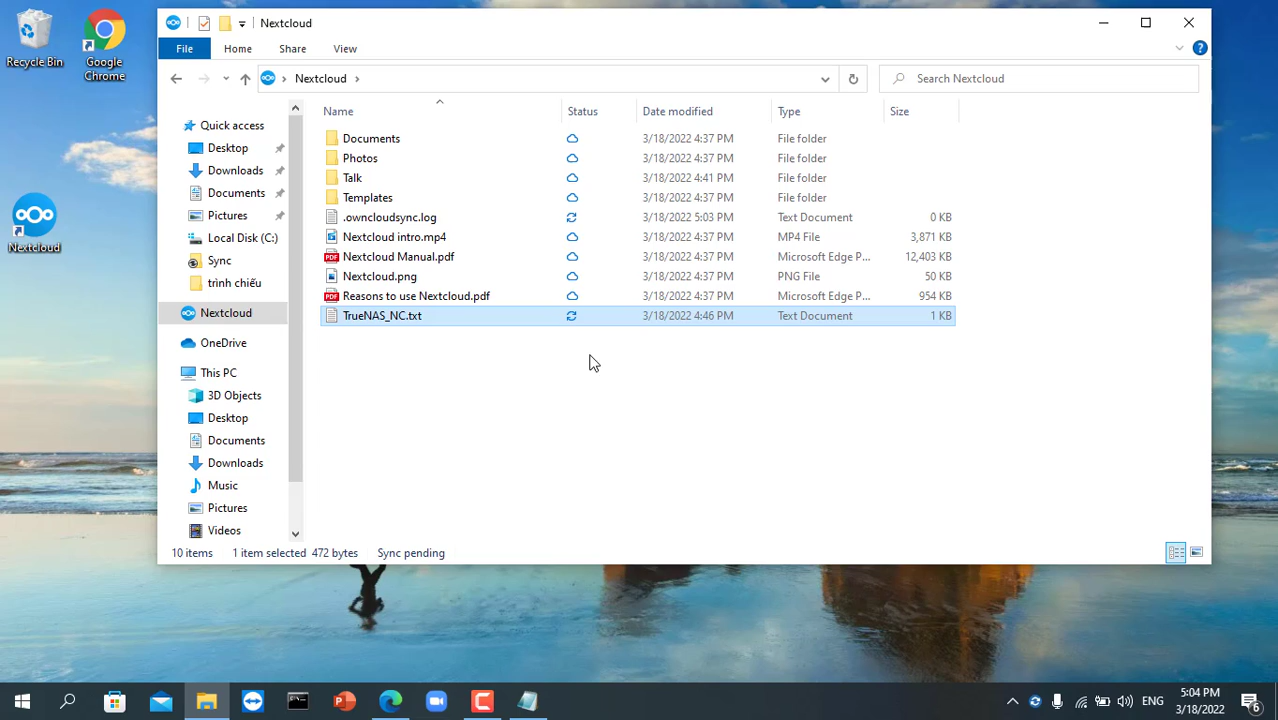 Recycle Bin
Google
Chrome
Nextcloud
Nextcloud
File Home Share View
Nextcloud
Search Nextcloud
Name Status Date modified Type Size
Documents 3/18/2022 4:37 PM File folder
Photos 3/18/2022 4:37 PM File folder
Talk 3/18/2022 4:41 PM File folder
Templates 3/18/2022 4:37 PM File folder
.owncloudsync.log 3/18/2022 5:03 PM Text Document 0 KB
Nextcloud intro.mp4 3/18/2022 4:37 PM MP4 File 3,871 KB
Nextcloud Manual.pdf 3/18/2022 4:37 PM Microsoft Edge P... 12,403 KB
Nextcloud.png 3/18/2022 4:37 PM PNG File 50 KB
Reasons to use Nextcloud.pdf 3/18/2022 4:37 PM Microsoft Edge P... 954 KB
TrueNAS_NC.txt 3/18/2022 4:46 PM Text Document 1 KB
Quick access
Desktop
Downloads
Documents
Pictures
Local Disk (C:)
Sync
trình chiếu
Nextcloud
OneDrive
This PC
3D Objects
Desktop
Documents
Downloads
Music
Pictures
Videos
10 items 1 item selected 472 bytes Sync pending
ENG
5:04 PM
3/18/2022
6